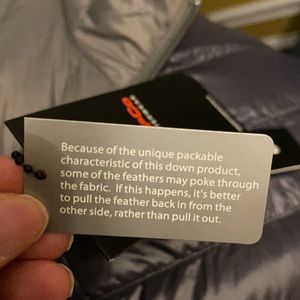 Because of the unique packable
characteristic of this down product,
some of the feathers may poke through
the fabric. If this happens, it's better
to pull the feather back in from the
other side, rather than pull it out.